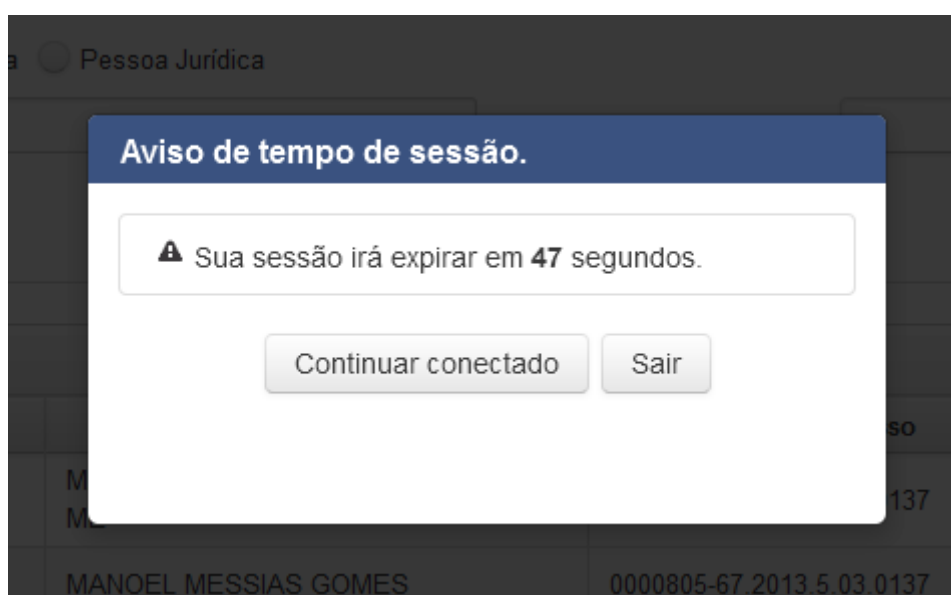 a Pessoa Jurídica
Aviso de tempo de sessão.
Sua sessão irá expirar em 47 segundos.
Continuar conectado Sair
so
M
137
M
MANOEL MESSIAS GOMES 0000805-67.2013.5.03.0137